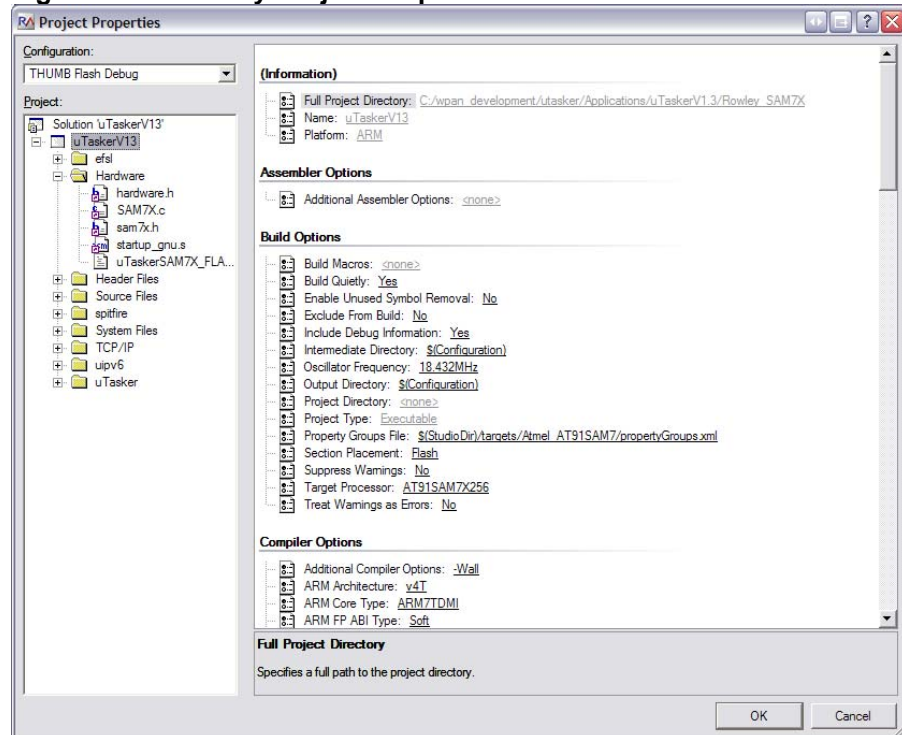 Project Properties
Configuration:
THUMB Flash Debug
Project:
Solution 'uTaskerV13'
uTaskerV13
efsl
Hardware
hardware.h
SAM7X.c
sam7x.h
startup_gnu.s
uTaskerSAM7X_FLA...
Header Files
Source Files
spitfire
System Files
TCP/IP
uipv6
uTasker
(Information)
Full Project Directory: C:/wpan_development/utasker/Applications/uTaskerV1.3/Rowley_SAM7X
Name: uTaskerV13
Platform: ARM
Assembler Options
Additional Assembler Options: <none>
Build Options
Build Macros: <none>
Build Quietly: Yes
Enable Unused Symbol Removal: No
Exclude From Build: No
Include Debug Information: Yes
Intermediate Directory: $(Configuration)
Oscillator Frequency: 18.432MHz
Output Directory: $(Configuration)
Project Directory: <none>
Project Type: Executable
Property Groups File: $(StudioDir)/targets/Atmel_AT91SAM7/propertyGroups.xml
Section Placement: Flash
Suppress Warnings: No
Target Processor: AT91SAM7X256
Treat Warnings as Errors: No
Compiler Options
Additional Compiler Options: -Wall
ARM Architecture: v4T
ARM Core Type: ARM7TDMI
ARM FP ABI Type: Soft
Full Project Directory
Specifies a full path to the project directory.
OK
Cancel